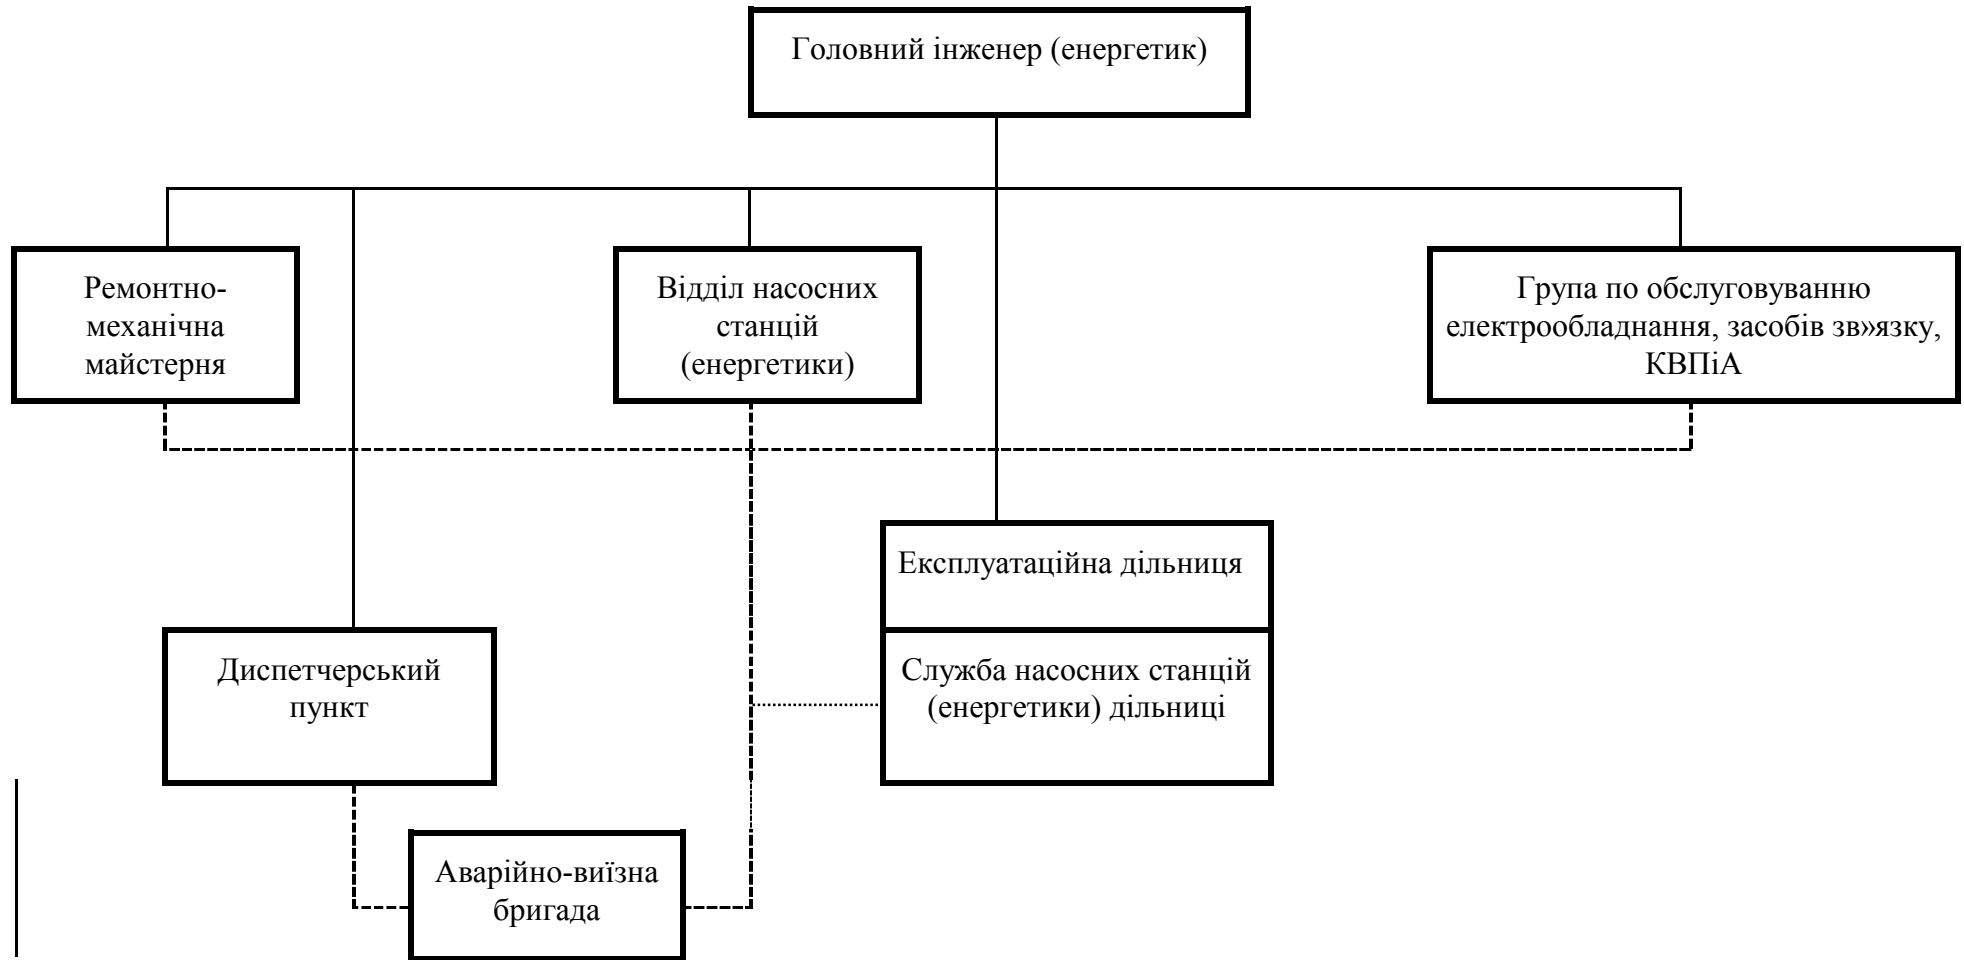 Головний інженер (енергетик)
Ремонтно-
механічна
майстерня
Відділ насосних
станцій
(енергетики)
Група по обслуговуванню
електрообладнання, засобів зв»язку,
КВПіА
Експлуатаційна дільниця
Служба насосних станцій
(енергетики) дільниці
Диспетчерський
пункт
Аварійно-виїзна
бригада